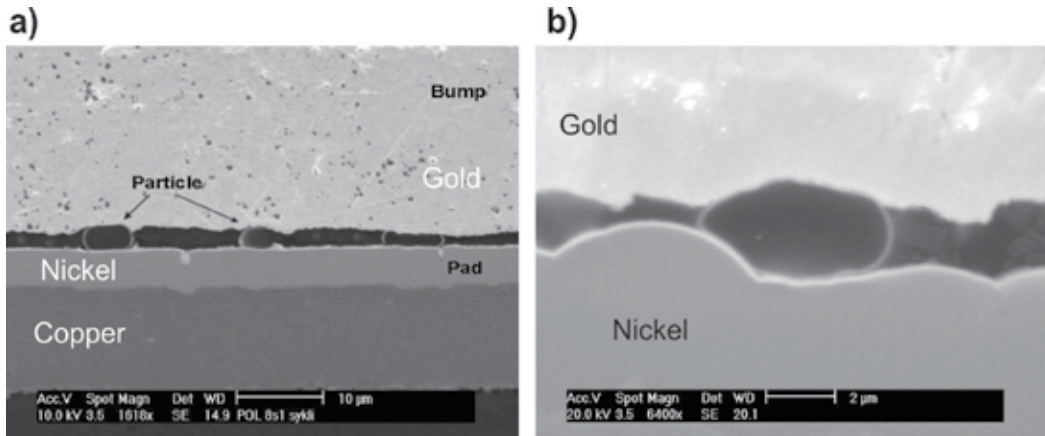 a)
Bump
Particle
Gold
Nickel
Pad
Copper
Acc.V Spot Magn Det WD 10 µm
10.0 kV 3.5 1618x SE 14.9 POL 8s1 sykli
b)
Gold
Nickel
Acc.V Spot Magn Det WD 2 µm
20.0 kV 3.5 6400x SE 20.1